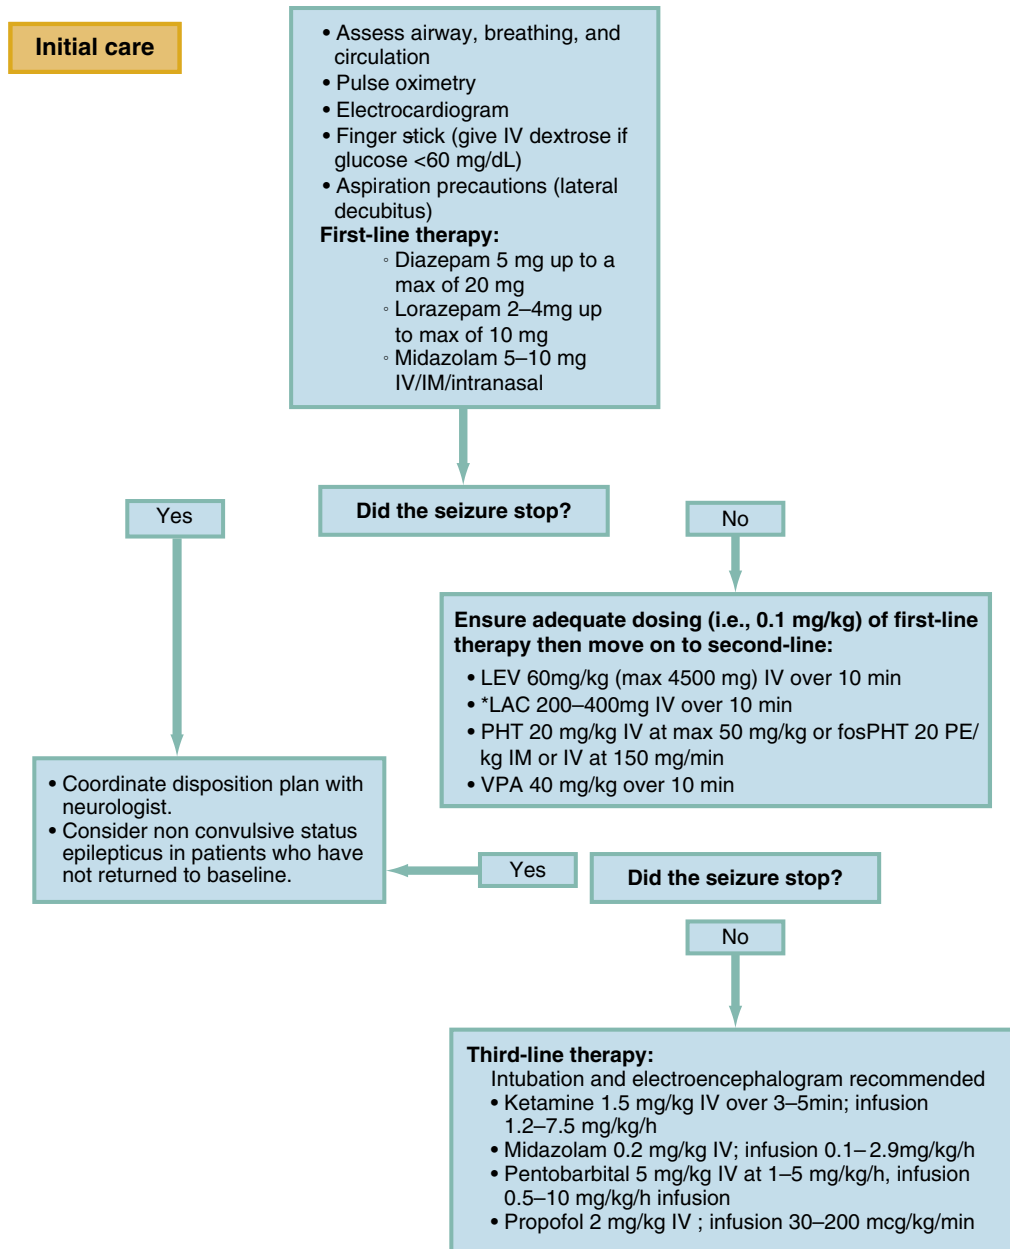 Initial care
• Assess airway, breathing, and
circulation
• Pulse oximetry
• Electrocardiogram
• Finger stick (give IV dextrose if
glucose <60 mg/dL)
• Aspiration precautions (lateral
decubitus)
First-line therapy:
◦ Diazepam 5 mg up to a
max of 20 mg
◦ Lorazepam 2–4mg up
to max of 10 mg
◦ Midazolam 5–10 mg
IV/IM/intranasal
Did the seizure stop?
Yes
No
Ensure adequate dosing (i.e., 0.1 mg/kg) of first-line
therapy then move on to second-line:
• LEV 60mg/kg (max 4500 mg) IV over 10 min
• *LAC 200–400mg IV over 10 min
• PHT 20 mg/kg IV at max 50 mg/kg or fosPHT 20 PE/
kg IM or IV at 150 mg/min
• VPA 40 mg/kg over 10 min
• Coordinate disposition plan with
neurologist.
• Consider non convulsive status
epilepticus in patients who have
not returned to baseline.
Yes
Did the seizure stop?
No
Third-line therapy:
Intubation and electroencephalogram recommended
• Ketamine 1.5 mg/kg IV over 3–5min; infusion
1.2–7.5 mg/kg/h
• Midazolam 0.2 mg/kg IV; infusion 0.1–2.9mg/kg/h
• Pentobarbital 5 mg/kg IV at 1–5 mg/kg/h, infusion
0.5–10 mg/kg/h infusion
• Propofol 2 mg/kg IV ; infusion 30–200 mcg/kg/min